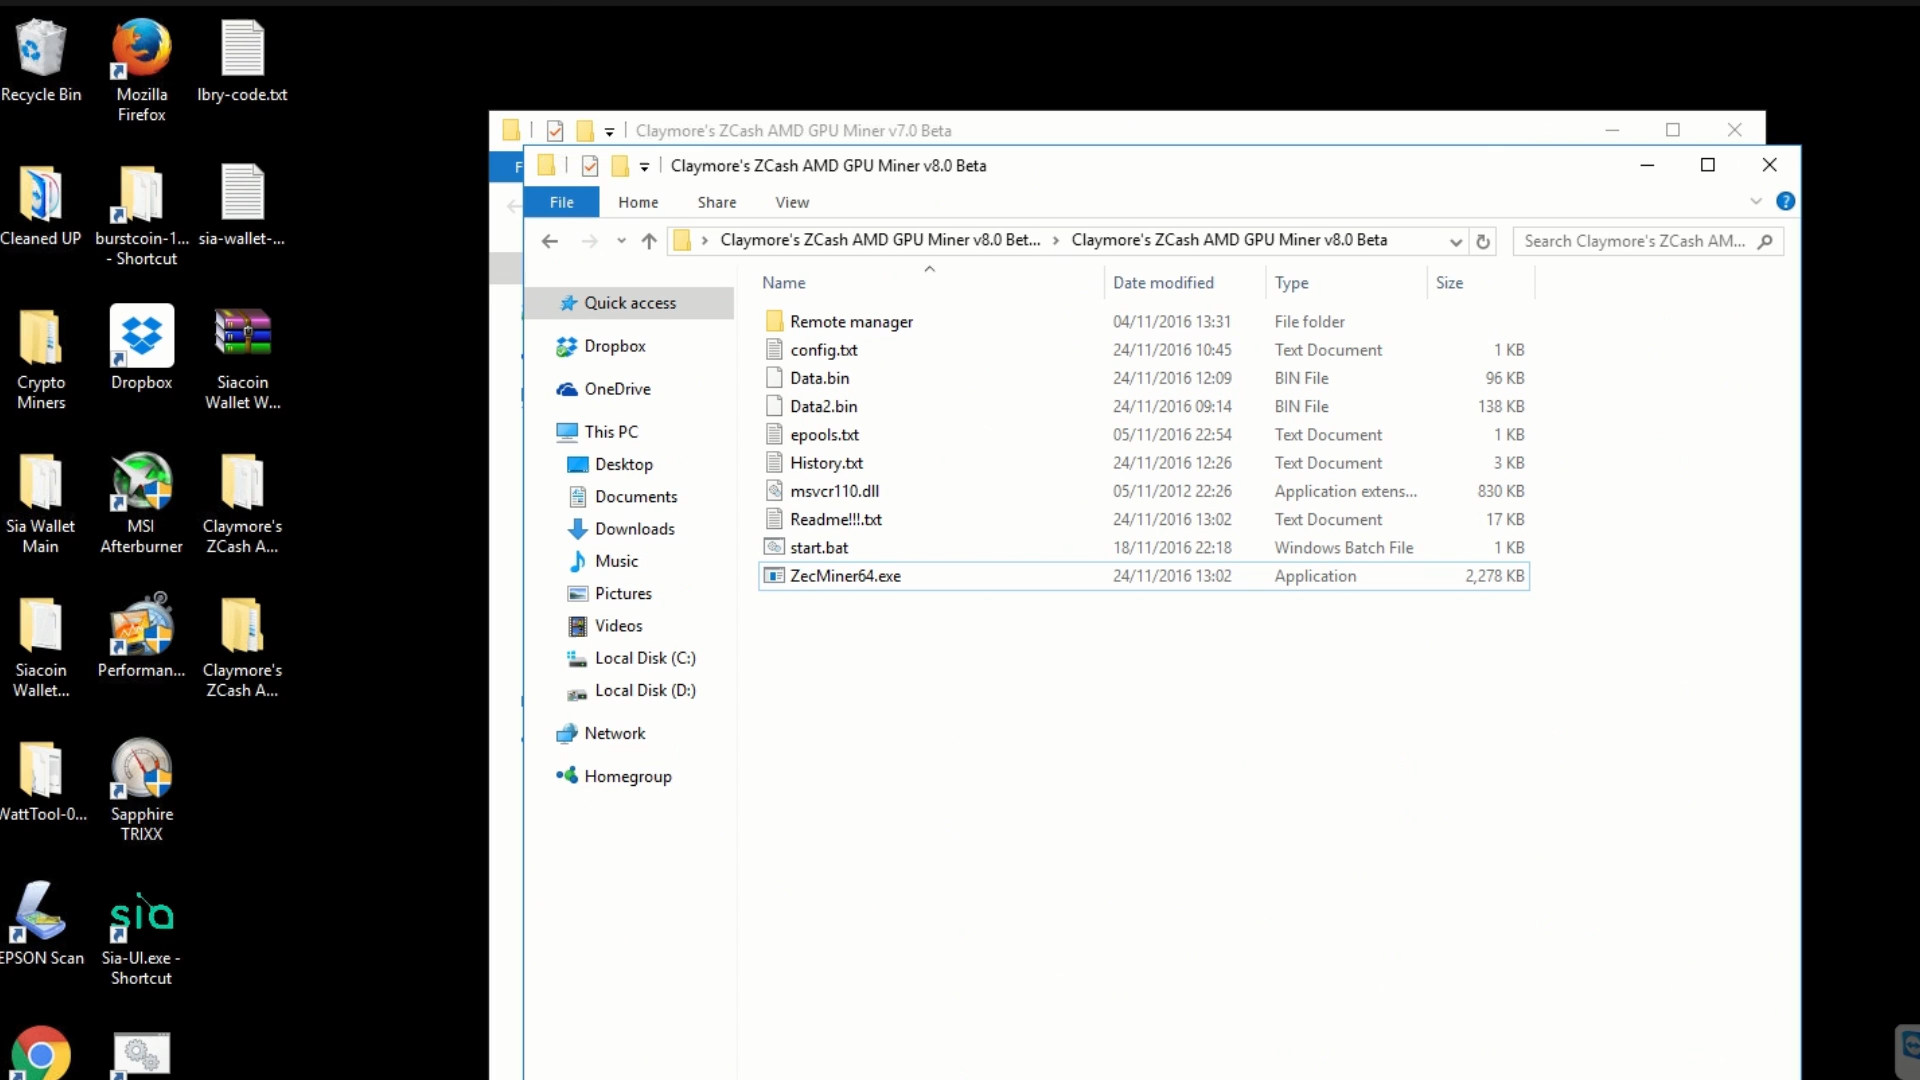 Recycle Bin
Mozilla
Firefox
lbry-code.txt
Cleaned UP
burstcoin-1...
- Shortcut
sia-wallet-...
Crypto
Miners
Dropbox
Siacoin
Wallet W...
Sia Wallet
Main
MSI
Afterburner
Claymore's
ZCash A...
Siacoin
Wallet...
Performan...
Claymore's
ZCash A...
WattTool-0...
Sapphire
TRIXX
EPSON Scan
sia
Sia-UI.exe -
Shortcut
Claymore's ZCash AMD GPU Miner v7.0 Beta
F
Claymore's ZCash AMD GPU Miner v8.0 Beta
File Home Share View
?
Claymore's ZCash AMD GPU Miner v8.0 Bet... Claymore's ZCash AMD GPU Miner v8.0 Beta
Search Claymore's ZCash AM...
Quick access
Dropbox
OneDrive
This PC
Desktop
Documents
Downloads
Music
Pictures
Videos
Local Disk (C:)
Local Disk (D:)
Network
Homegroup
Name Date modified Type Size
Remote manager 04/11/2016 13:31 File folder
config.txt 24/11/2016 10:45 Text Document 1 KB
Data.bin 24/11/2016 12:09 BIN File 96 KB
Data2.bin 24/11/2016 09:14 BIN File 138 KB
epools.txt 05/11/2016 22:54 Text Document 1 KB
History.txt 24/11/2016 12:26 Text Document 3 KB
msvcr110.dll 05/11/2012 22:26 Application extens... 830 KB
Readme!!!.txt 24/11/2016 13:02 Text Document 17 KB
start.bat 18/11/2016 22:18 Windows Batch File 1 KB
ZecMiner64.exe 24/11/2016 13:02 Application 2,278 KB